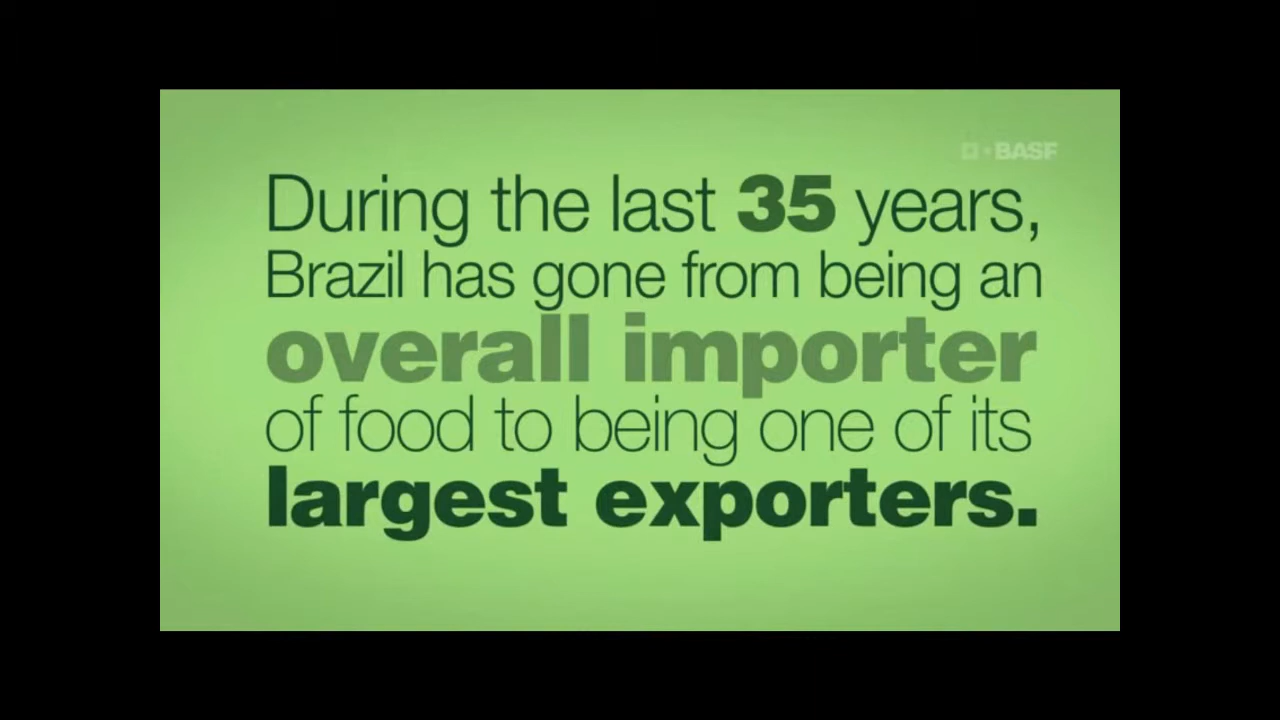 BASF
During the last 35 years,
Brazil has gone from being an
overall importer
of food to being one of its
largest exporters.